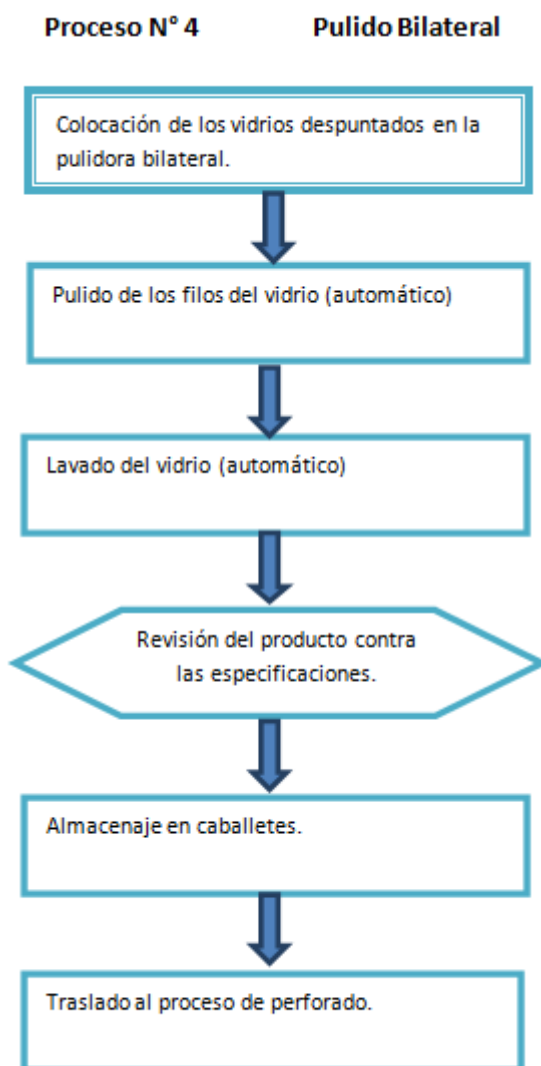 Proceso N° 4 Pulido Bilateral
Colocación de los vidrios despuntados en la
pulidora bilateral.
Pulido de los filos del vidrio (automático)
Lavado del vidrio (automático)
Revisión del producto contra
las especificaciones.
Almacenaje en caballetes.
Traslado al proceso de perforado.